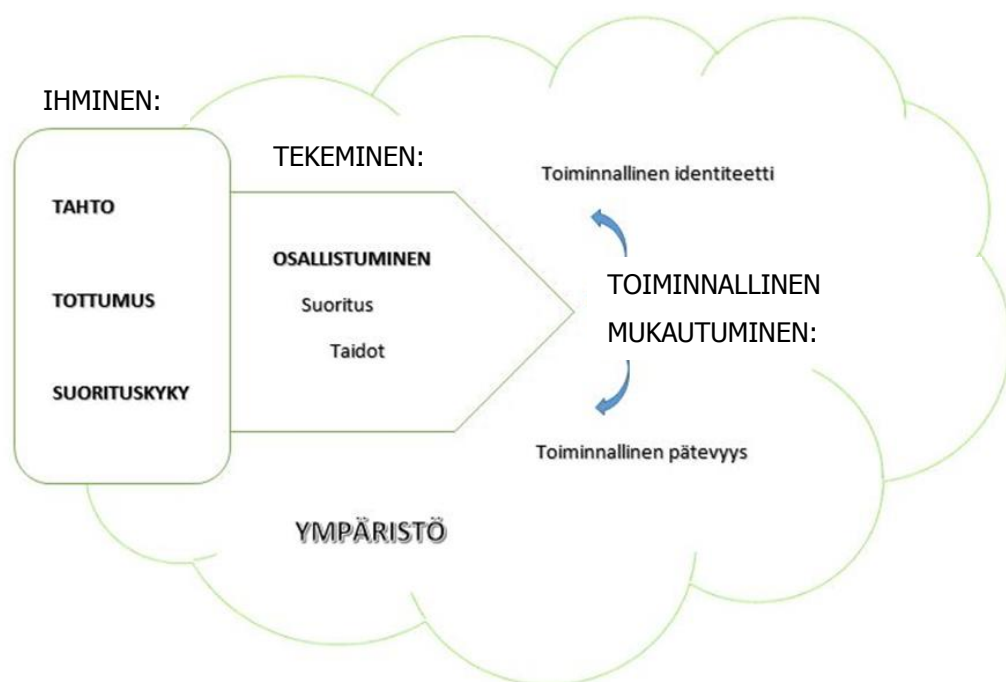 IHMINEN:
TAHTO
TOTTUMUS
SUORITUSKYKY
TEKEMINEN:
OSALLISTUMINEN
Suoritus
Taidot
Toiminnallinen identiteetti
TOIMINNALLINEN
MUKAUTUMINEN:
Toiminnallinen pätevyys
YMPÄRISTÖ